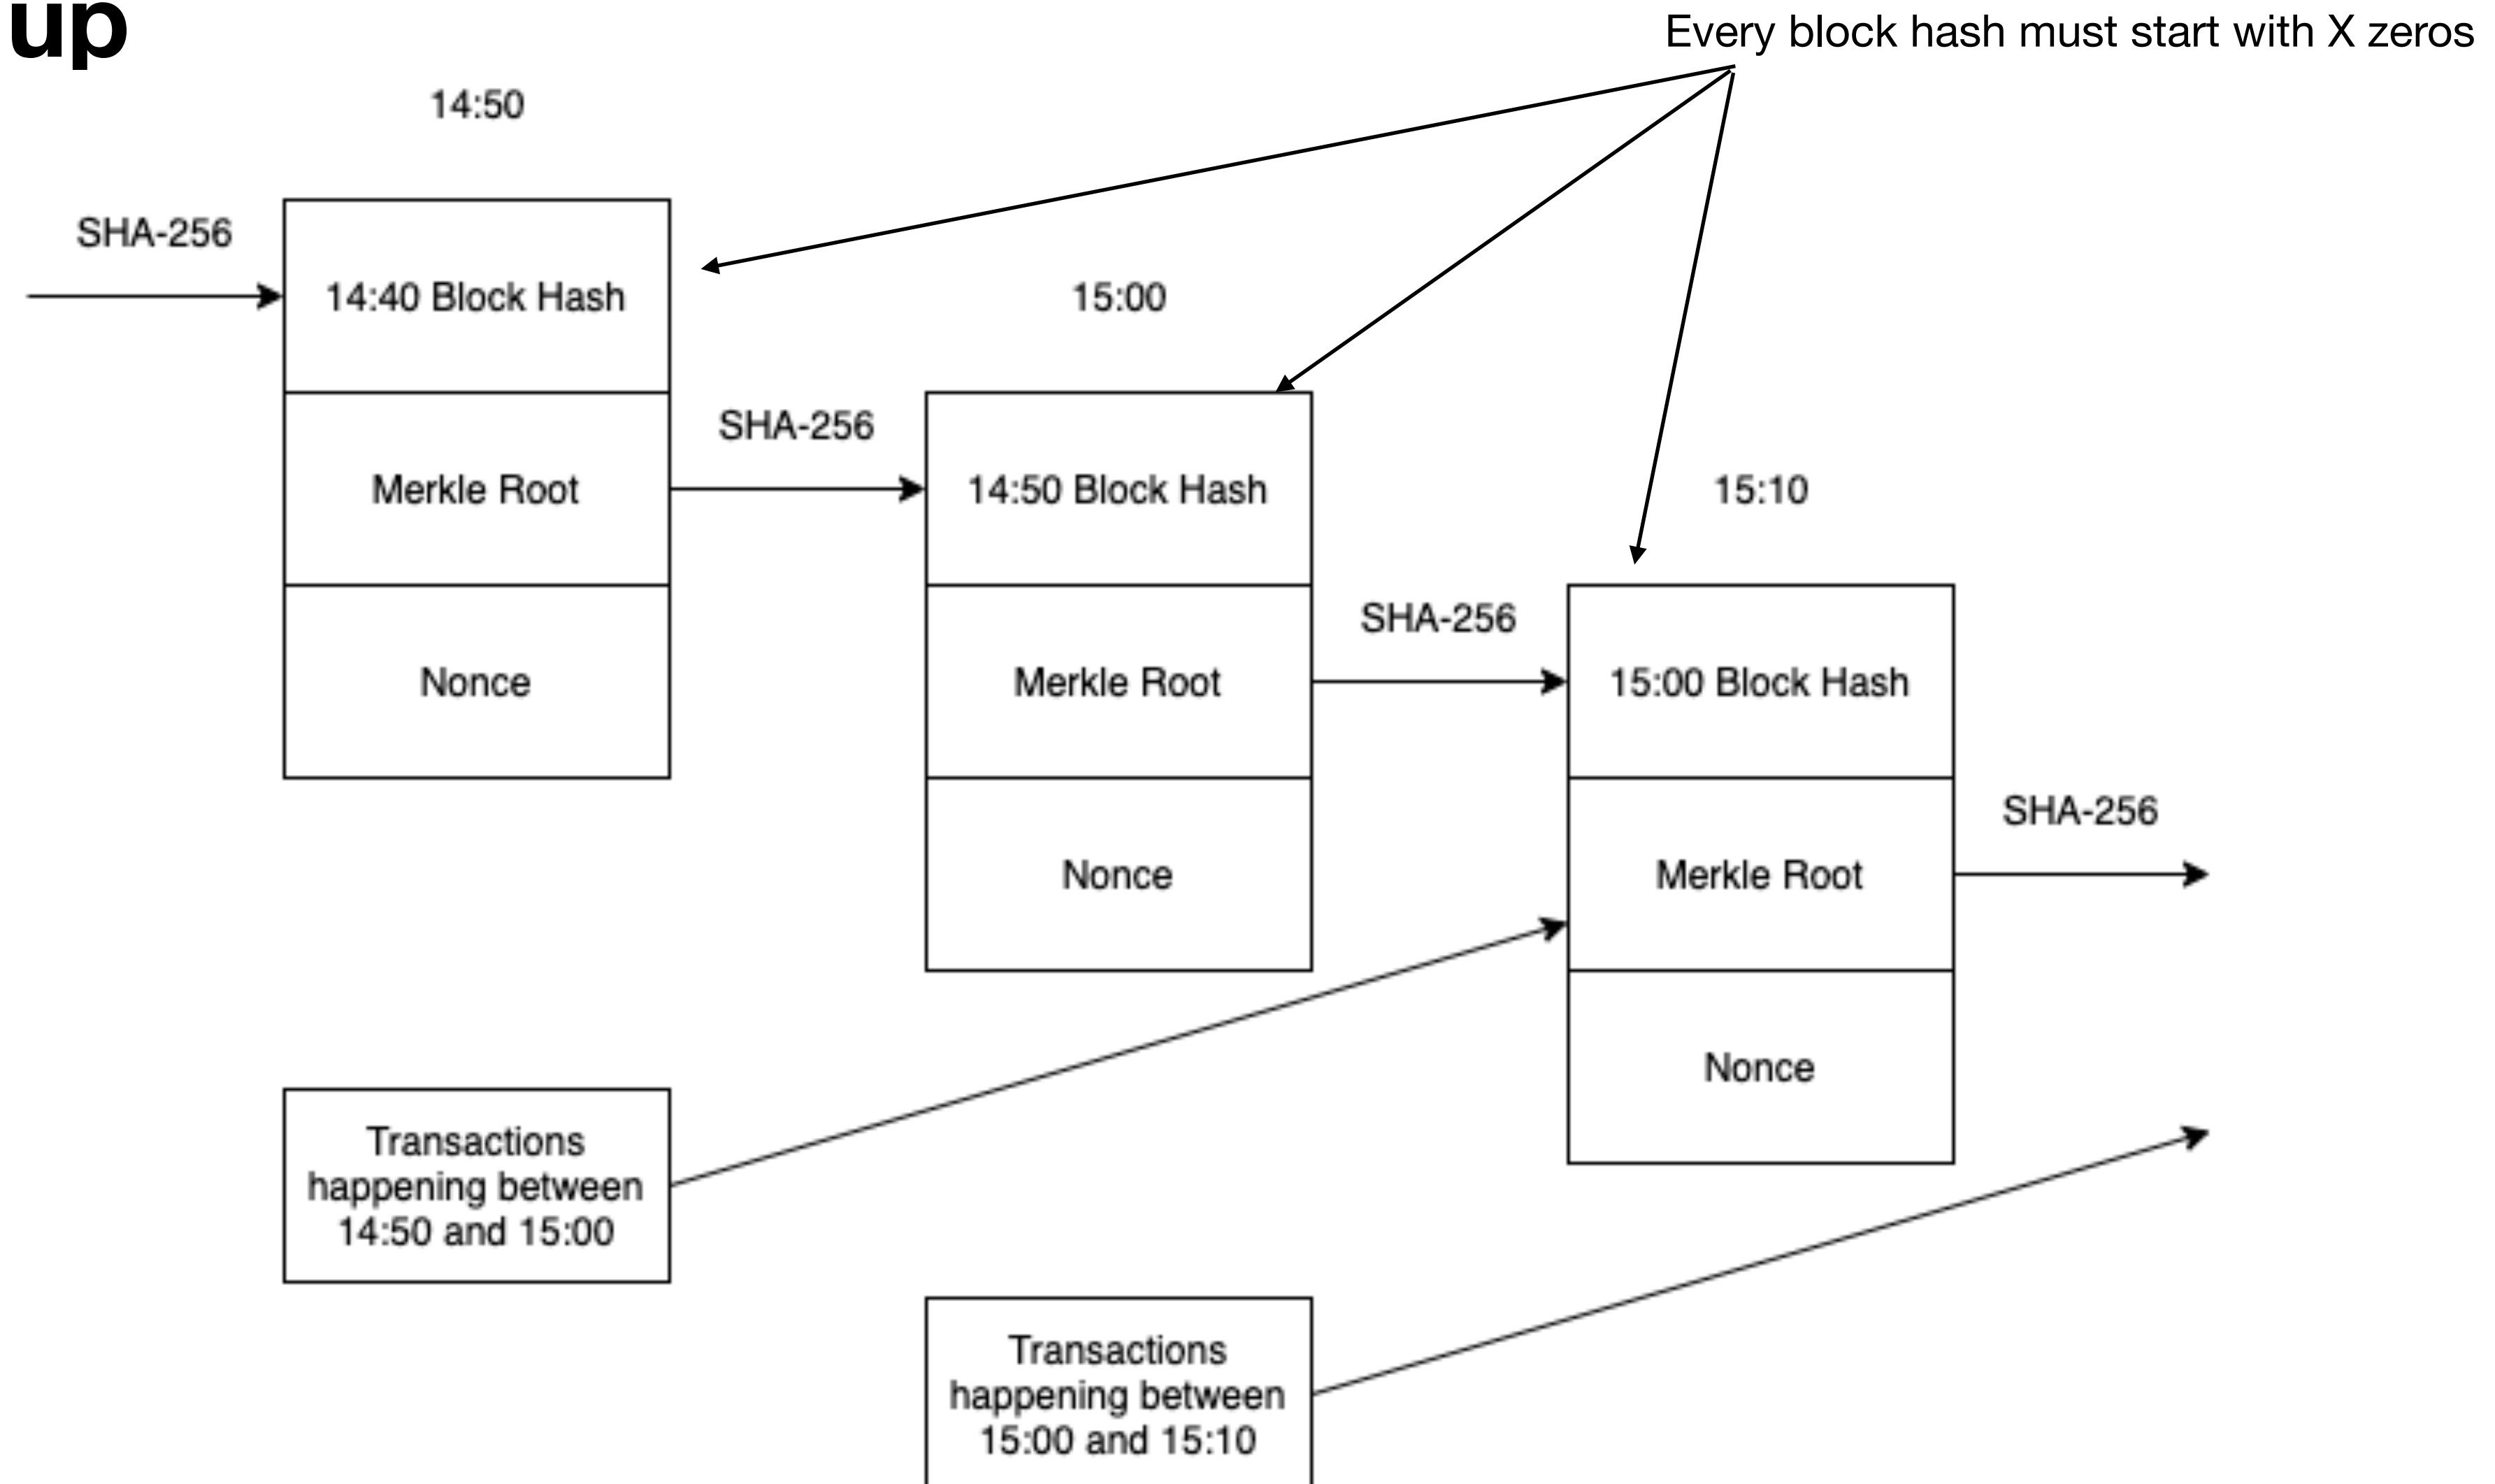 up
Every block hash must start with X zeros
14:50
SHA-256
14:40 Block Hash
Merkle Root
Nonce
15:00
SHA-256
14:50 Block Hash
Merkle Root
Nonce
15:10
SHA-256
15:00 Block Hash
Merkle Root
Nonce
SHA-256
Transactions
happening between
14:50 and 15:00
Transactions
happening between
15:00 and 15:10